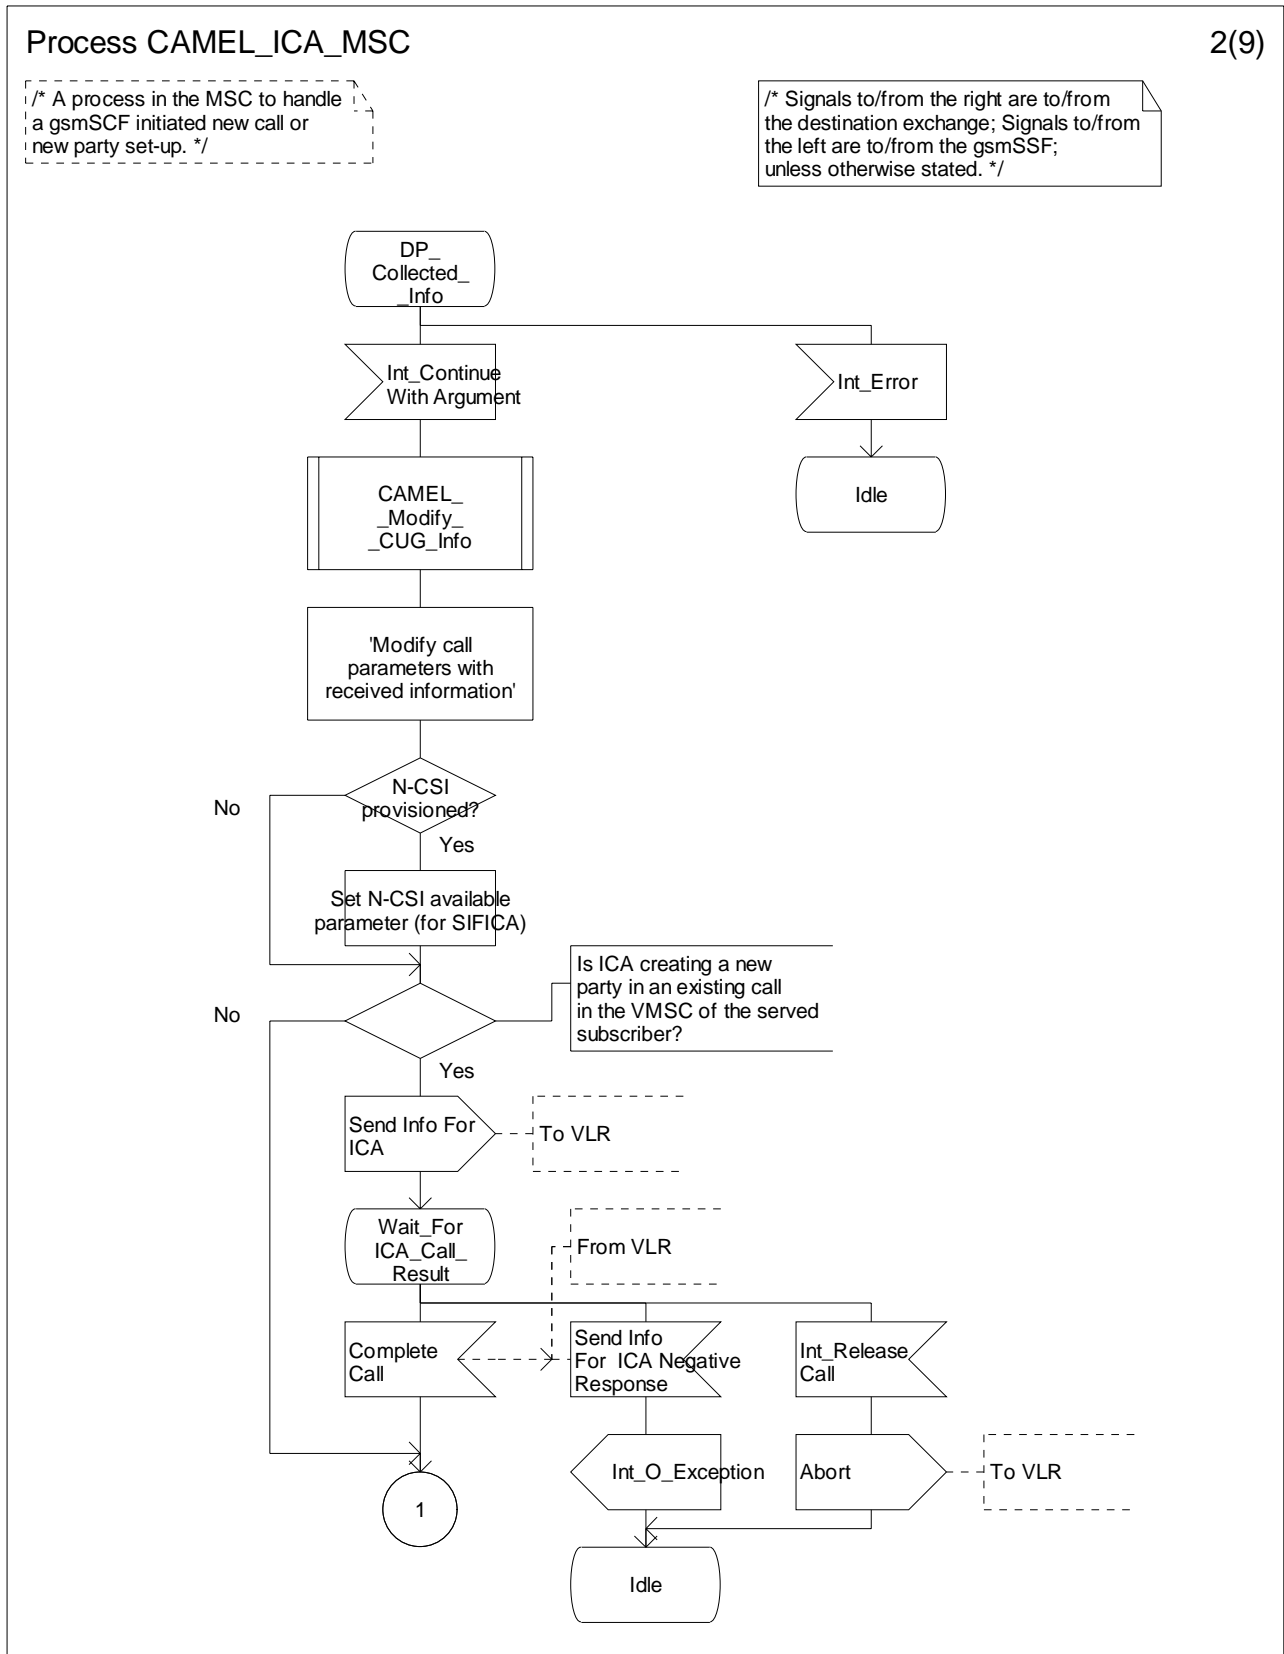 Process CAMEL_ICA_MSC
2(9)
/* A process in the MSC to handle
a gsmSCF initiated new call or
new party set-up. */
/* Signals to/from the right are to/from
the destination exchange; Signals to/from
the left are to/from the gsmSSF;
unless otherwise stated. */
DP_
Collected_
_Info
Int_Continue
With Argument
Int_Error
CAMEL_
_Modify_
_CUG_Info
Idle
'Modify call
parameters with
received information'
N-CSI
provisioned?
No
Yes
Set N-CSI available
parameter (for SIFICA)
Is ICA creating a new
party in an existing call
in the VMSC of the served
subscriber?
No
Yes
Send Info For
ICA
To VLR
Wait_For
ICA_Call_
Result
From VLR
Complete
Call
Send Info
For  ICA Negative
Response
Int_Release
Call
Int_O_Exception
Abort
To VLR
1
Idle